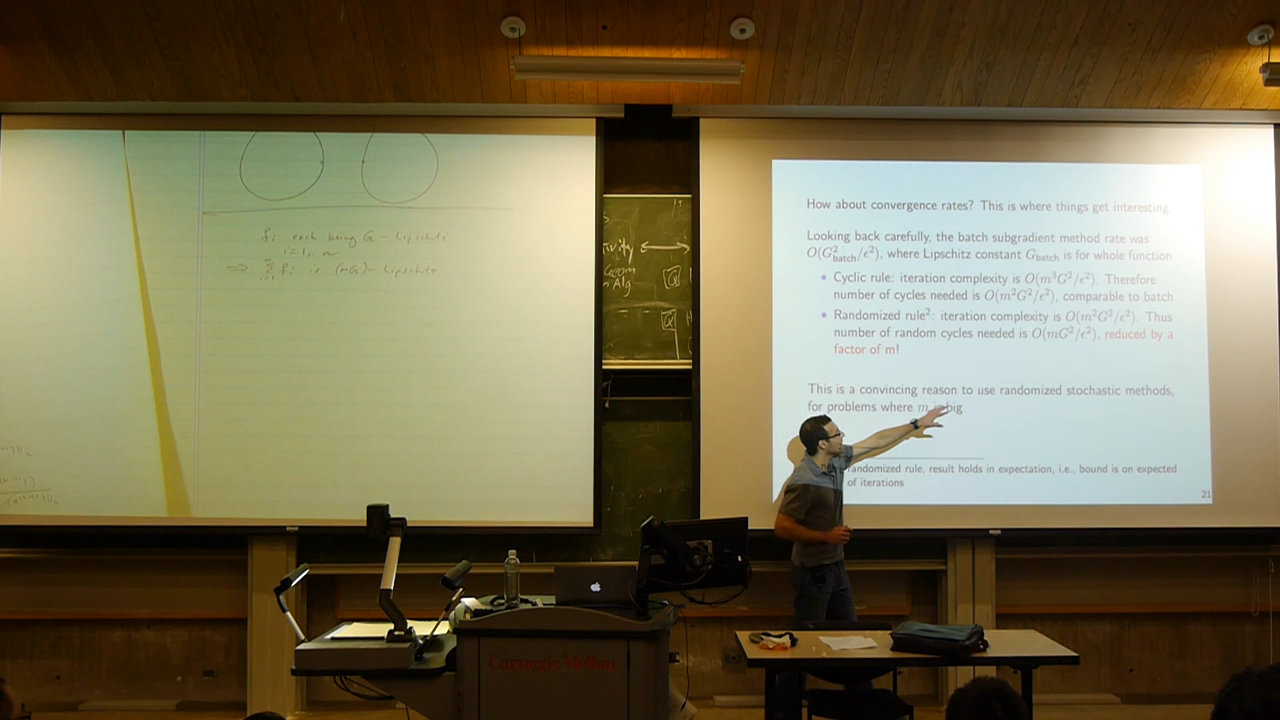 f_i each being G-Lipschitz
⇒ Σ f_i is (mG)-Lipschitz
How about convergence rates? This is where things get interesting
Looking back carefully, the batch subgradient method rate was
O(G²_batch/ϵ²), where Lipschitz constant G_batch is for whole function
• Cyclic rule: iteration complexity is O(m³G²/ϵ²). Therefore
number of cycles needed is O(m²G²/ϵ²), comparable to batch
• Randomized rule²: iteration complexity is O(m²G²/ϵ²). Thus
number of random cycles needed is O(mG²/ϵ²), reduced by a
factor of m!
This is a convincing reason to use randomized stochastic methods,
for problems where m is big
randomized rule, result holds in expectation, i.e., bound is on expected
of iterations
21
Alg
Q
Q
Carnegie Mellon